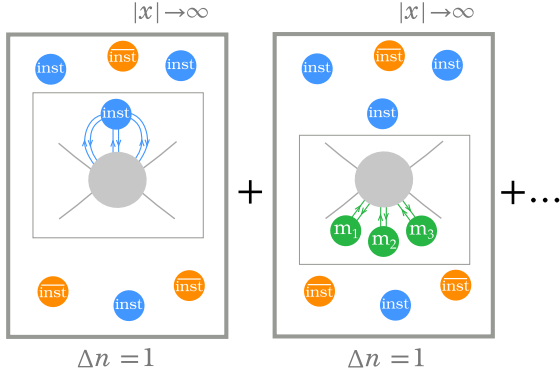 |x| → ∞
|x| → ∞
inst
inst
inst
inst
inst
inst
inst
inst
+
+...
m₁
m₂
m₃
inst
inst
inst
inst
inst
inst
Δn = 1
Δn = 1